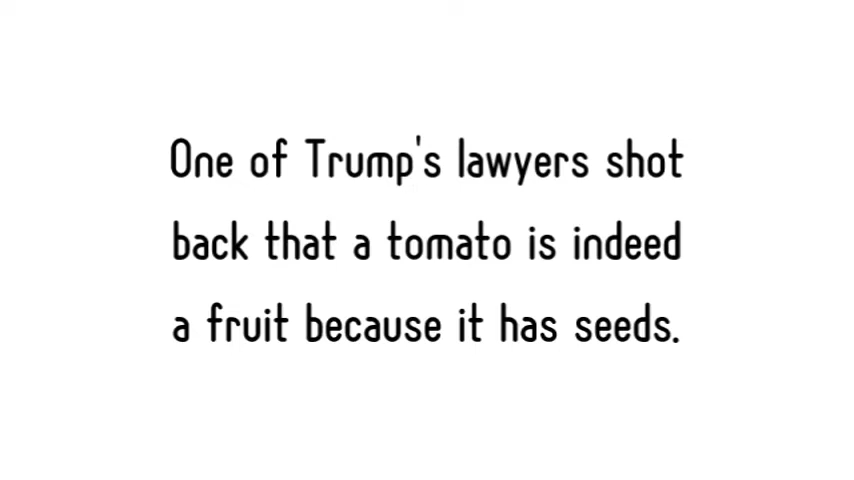 One of Trump's lawyers shot
back that a tomato is indeed
a fruit because it has seeds.